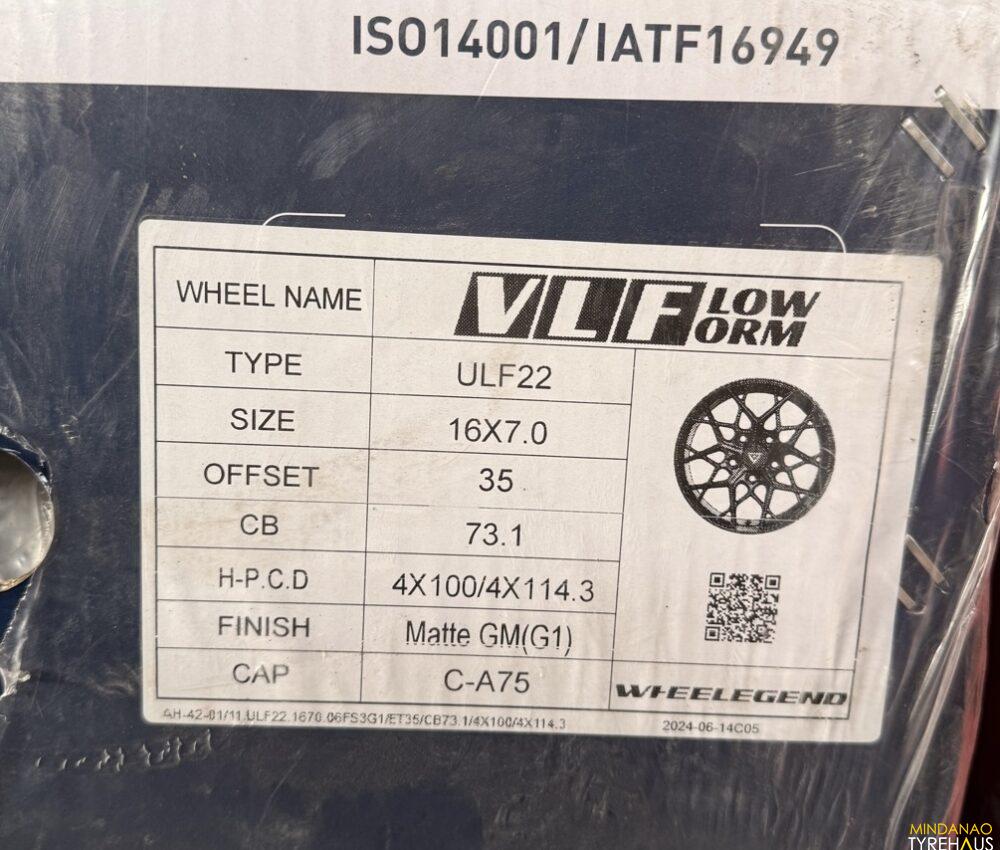 ISO14001/IATF16949
WHEEL NAME VLF LOW ORM
TYPE ULF22
SIZE 16X7.0
OFFSET 35
CB 73.1
H-P.C.D 4X100/4X114.3
FINISH Matte GM(G1)
CAP C-A75
WHEELEGEND
AH-42-01/11.ULF22.1670.06FS3G1/ET35/CB73.1/4X100/4X114.3
2024-06-14C05
MINDANAO
TYREHAUS